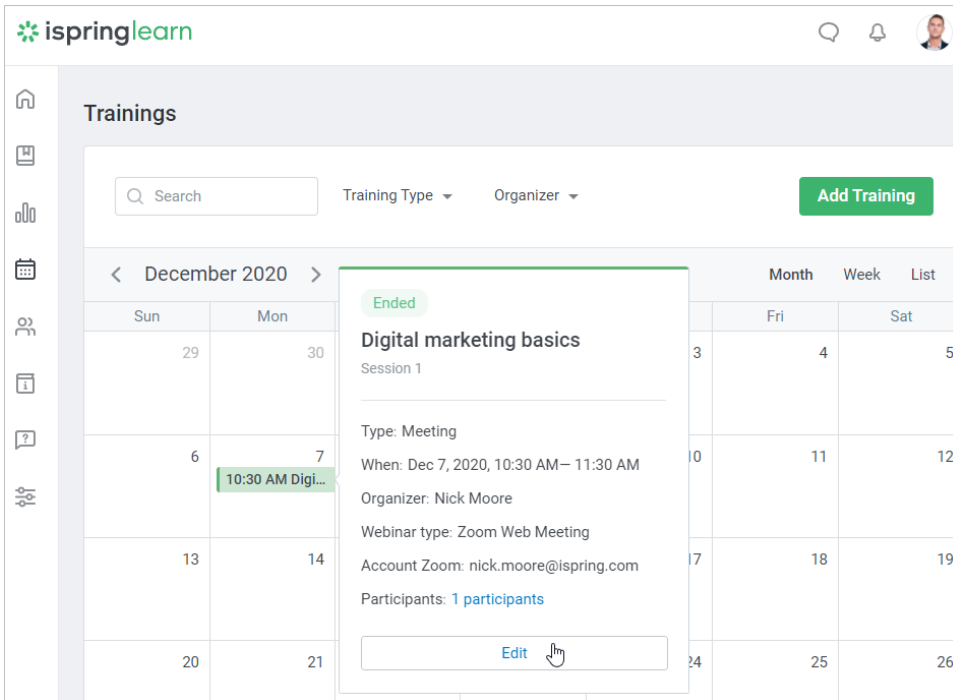 ispringlearn
Trainings
Search
Training Type
Organizer
Add Training
December 2020
Month Week List
Sun Mon Fri Sat
29 30 3 4 5
6 7 10 11 12
10:30 AM Digi...
13 14 17 18 19
20 21 24 25 26
Ended
Digital marketing basics
Session 1
Type: Meeting
When: Dec 7, 2020, 10:30 AM— 11:30 AM
Organizer: Nick Moore
Webinar type: Zoom Web Meeting
Account Zoom: nick.moore@ispring.com
Participants: 1 participants
Edit